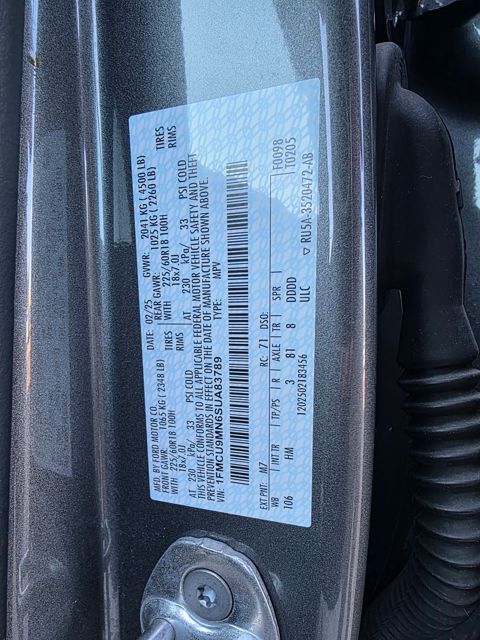 MFD. BY FORD MOTOR CO.
DATE: 02/25 GVWR: 2041 KG ( 4500 LB)
FRONT GAWR: 1065 KG ( 2348 LB) REAR GAWR: 1025 KG ( 2260 LB)
WITH 225/60R18 100H TIRES WITH 225/60R18 100H TIRES
18x7.0J RIMS 18x7.0J RIMS
AT 230 kPa/ 33 PSI COLD AT 230 kPa/ 33 PSI COLD
THIS VEHICLE CONFORMS TO ALL APPLICABLE FEDERAL MOTOR VEHICLE SAFETY AND THEFT
PREVENTION STANDARDS IN EFFECT ON THE DATE OF MANUFACTURE SHOWN ABOVE.
VIN: 1FMCU9MN6SUA83789 TYPE: MPV
F0098
T0205
EXT PNT: MZ RC: 71 DSO:
WB INT TR TP/PS R AXLE TR SPR
106 HM 3 81 8 DDDD
ULC
1202502183456 ▽ RU5A-3520472-AB